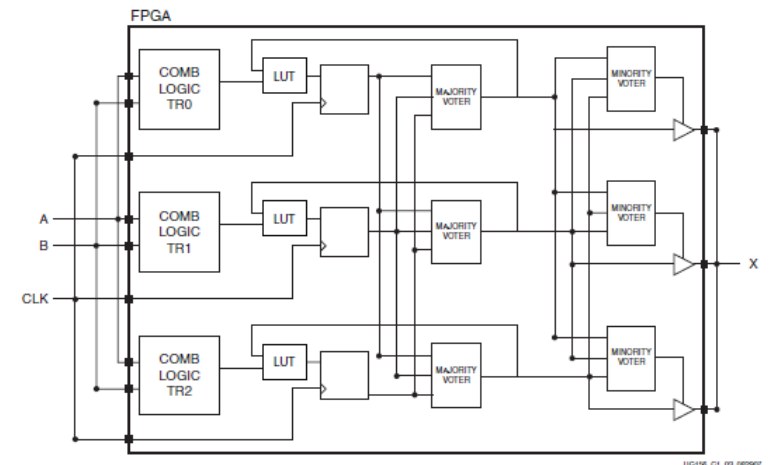 FPGA
COMB
LOGIC
TR0
LUT
MAJORITY
VOTER
MINORITY
VOTER
A
B
CLK
COMB
LOGIC
TR1
LUT
MAJORITY
VOTER
MINORITY
VOTER
X
COMB
LOGIC
TR2
LUT
MAJORITY
VOTER
MINORITY
VOTER